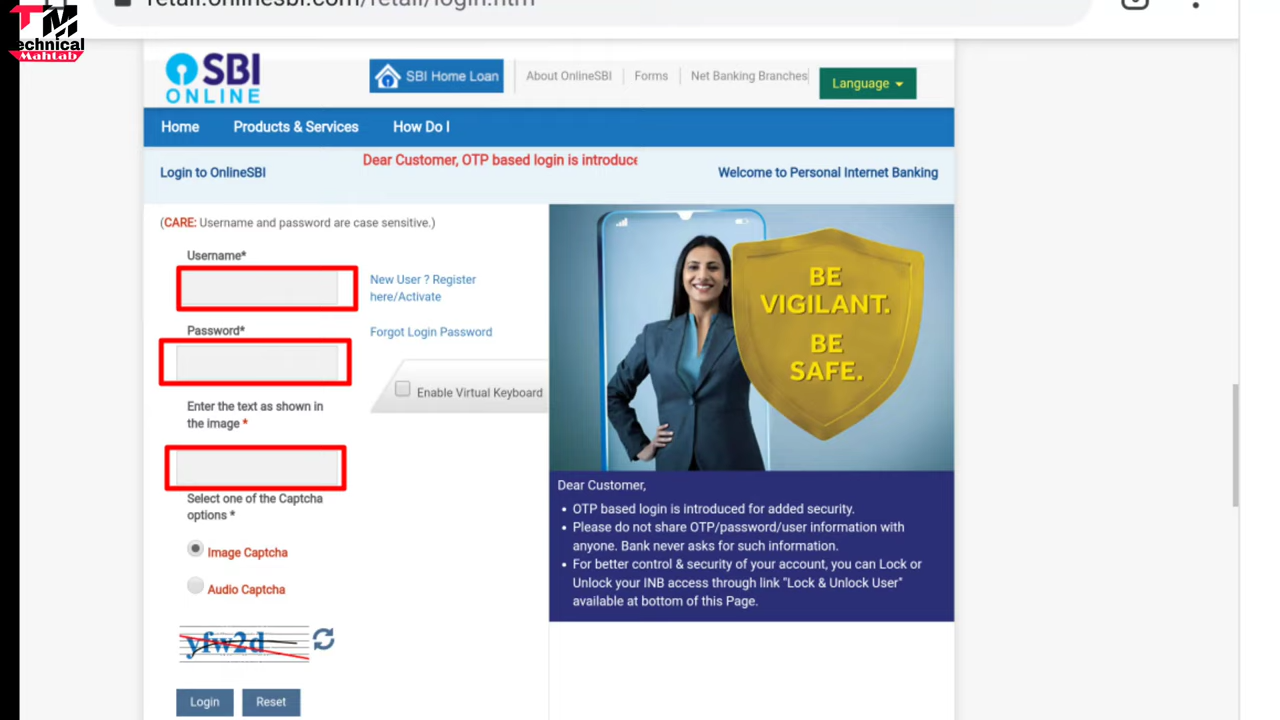 retail.onlinesbi.com/retail/login.htm
TM
Technical
Mahtab
SBI
ONLINE
SBI Home Loan
About OnlineSBI
Forms
Net Banking Branches
Language
Home
Products & Services
How Do I
Dear Customer, OTP based login is introduce
Login to OnlineSBI
Welcome to Personal Internet Banking
(CARE: Username and password are case sensitive.)
Username*
New User ? Register
here/Activate
Password*
Forgot Login Password
Enable Virtual Keyboard
Enter the text as shown in
the image *
Select one of the Captcha
options *
Image Captcha
Audio Captcha
yfw2d
Login
Reset
BE
VIGILANT.
BE
SAFE.
Dear Customer,
• OTP based login is introduced for added security.
• Please do not share OTP/password/user information with
anyone. Bank never asks for such information.
• For better control & security of your account, you can Lock or
Unlock your INB access through link "Lock & Unlock User"
available at bottom of this Page.